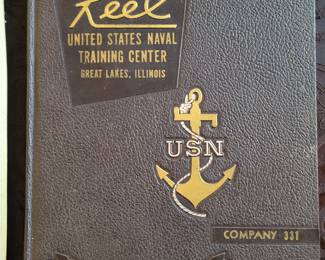 Keel
UNITED STATES NAVAL
TRAINING CENTER
GREAT LAKES, ILLINOIS
USN
COMPANY 331